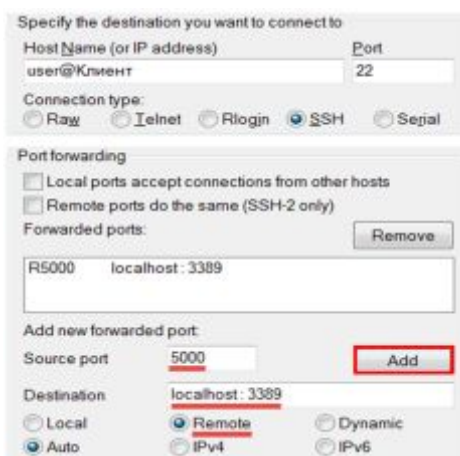 Specify the destination you want to connect to
Host Name (or IP address) Port
user@Клиент 22
Connection type:
Raw Telnet Rlogin SSH Serial
Port forwarding
Local ports accept connections from other hosts
Remote ports do the same (SSH-2 only)
Forwarded ports: Remove
R5000 localhost:3389
Add new forwarded port:
Source port 5000 Add
Destination localhost:3389
Local Remote Dynamic
Auto IPv4 IPv6